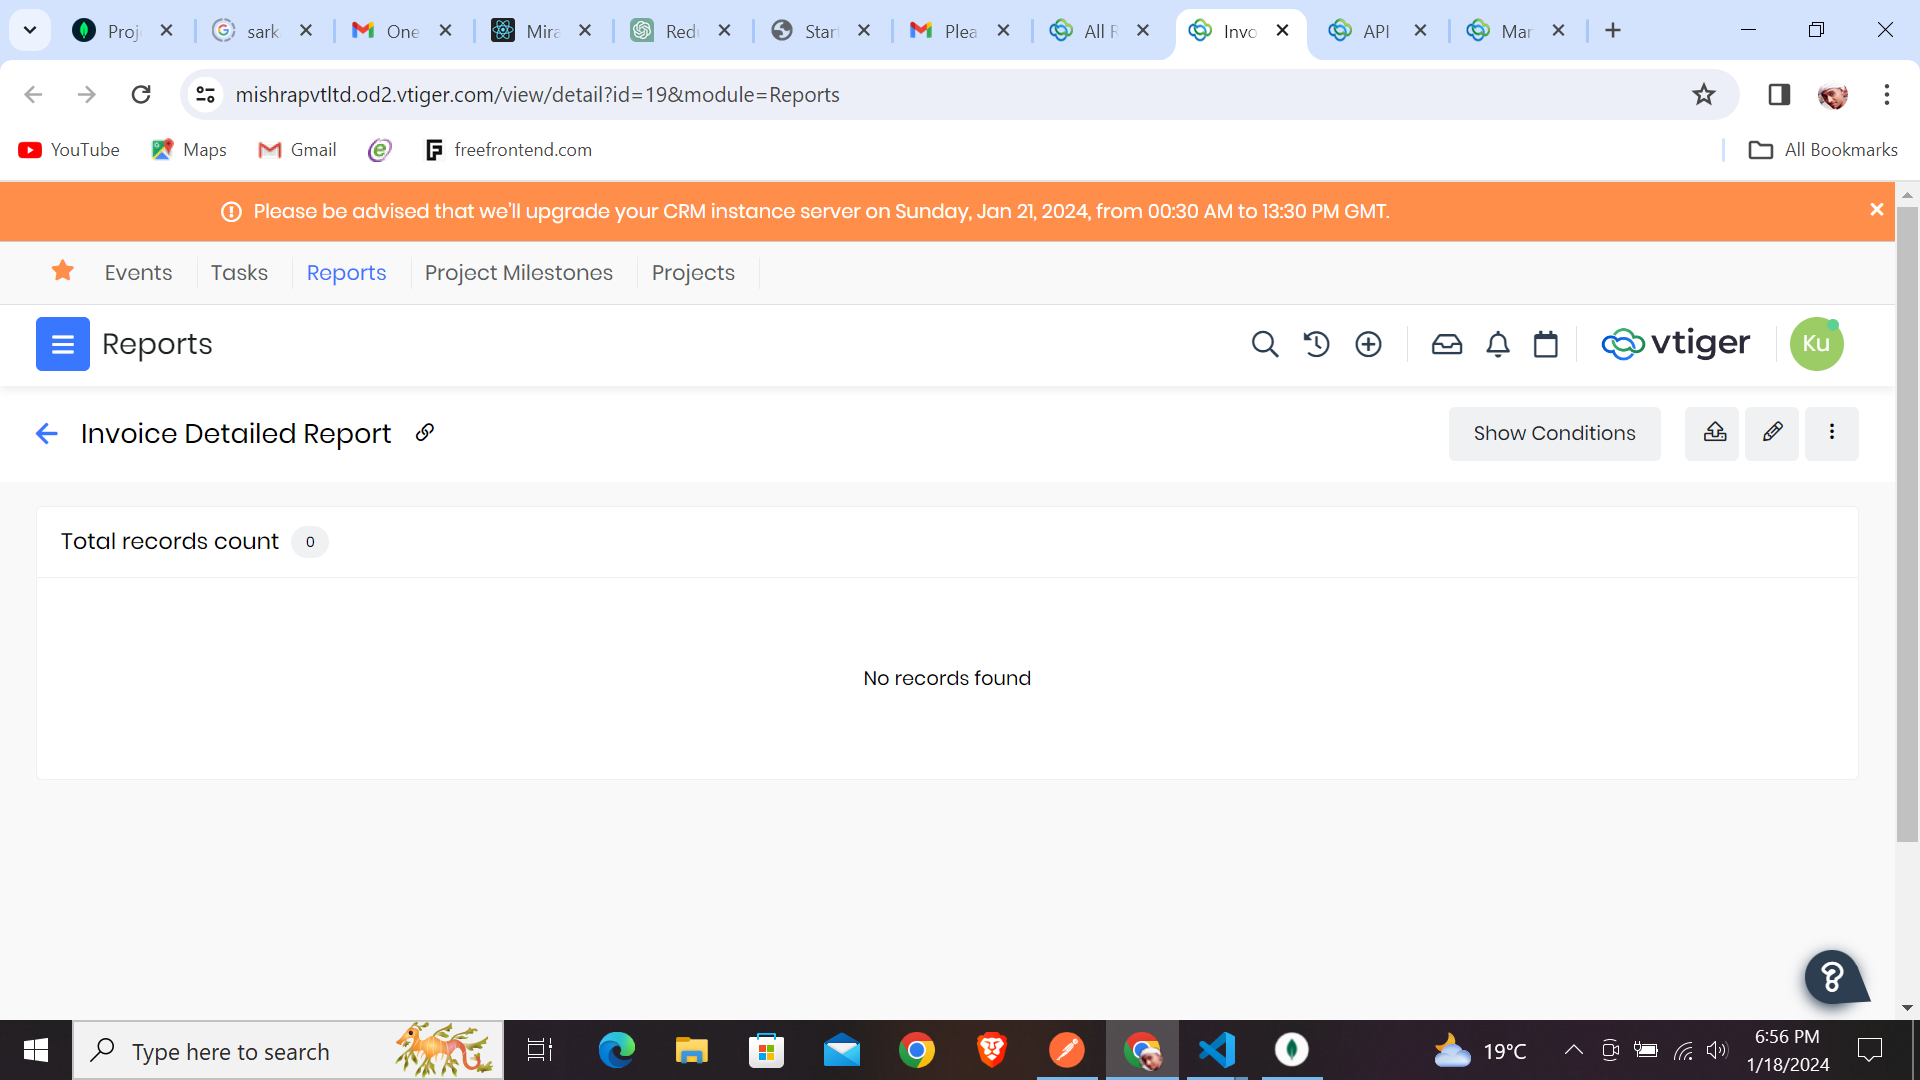 Proj
sark
One
Mira
Red
Star
Plea
All R
Invo
API
Mar
mishrapvtltd.od2.vtiger.com/view/detail?id=19&module=Reports
YouTube
Maps
Gmail
freefrontend.com
All Bookmarks
Please be advised that we'll upgrade your CRM instance server on Sunday, Jan 21, 2024, from 00:30 AM to 13:30 PM GMT.
Events
Tasks
Reports
Project Milestones
Projects
Reports
vtiger
Ku
Invoice Detailed Report
Show Conditions
Total records count 0
No records found
Type here to search
19°C
6:56 PM
1/18/2024